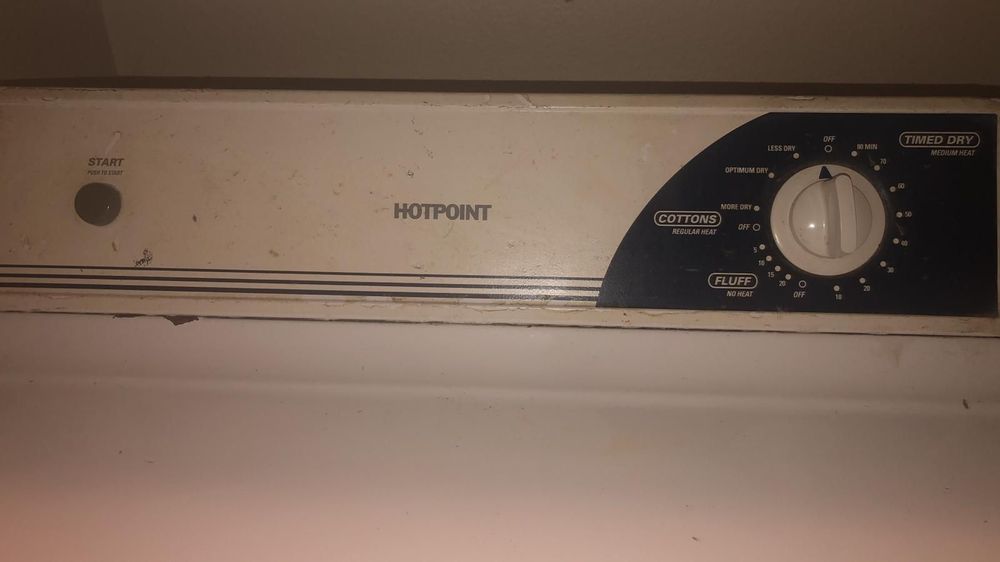 START
PUSH TO START
HOTPOINT
TIMED DRY
MEDIUM HEAT
OFF
80 MIN
70
60
50
40
30
20
10
OFF
LESS DRY
OPTIMUM DRY
MORE DRY
COTTONS
REGULAR HEAT
OFF
5
10
15
20
FLUFF
NO HEAT